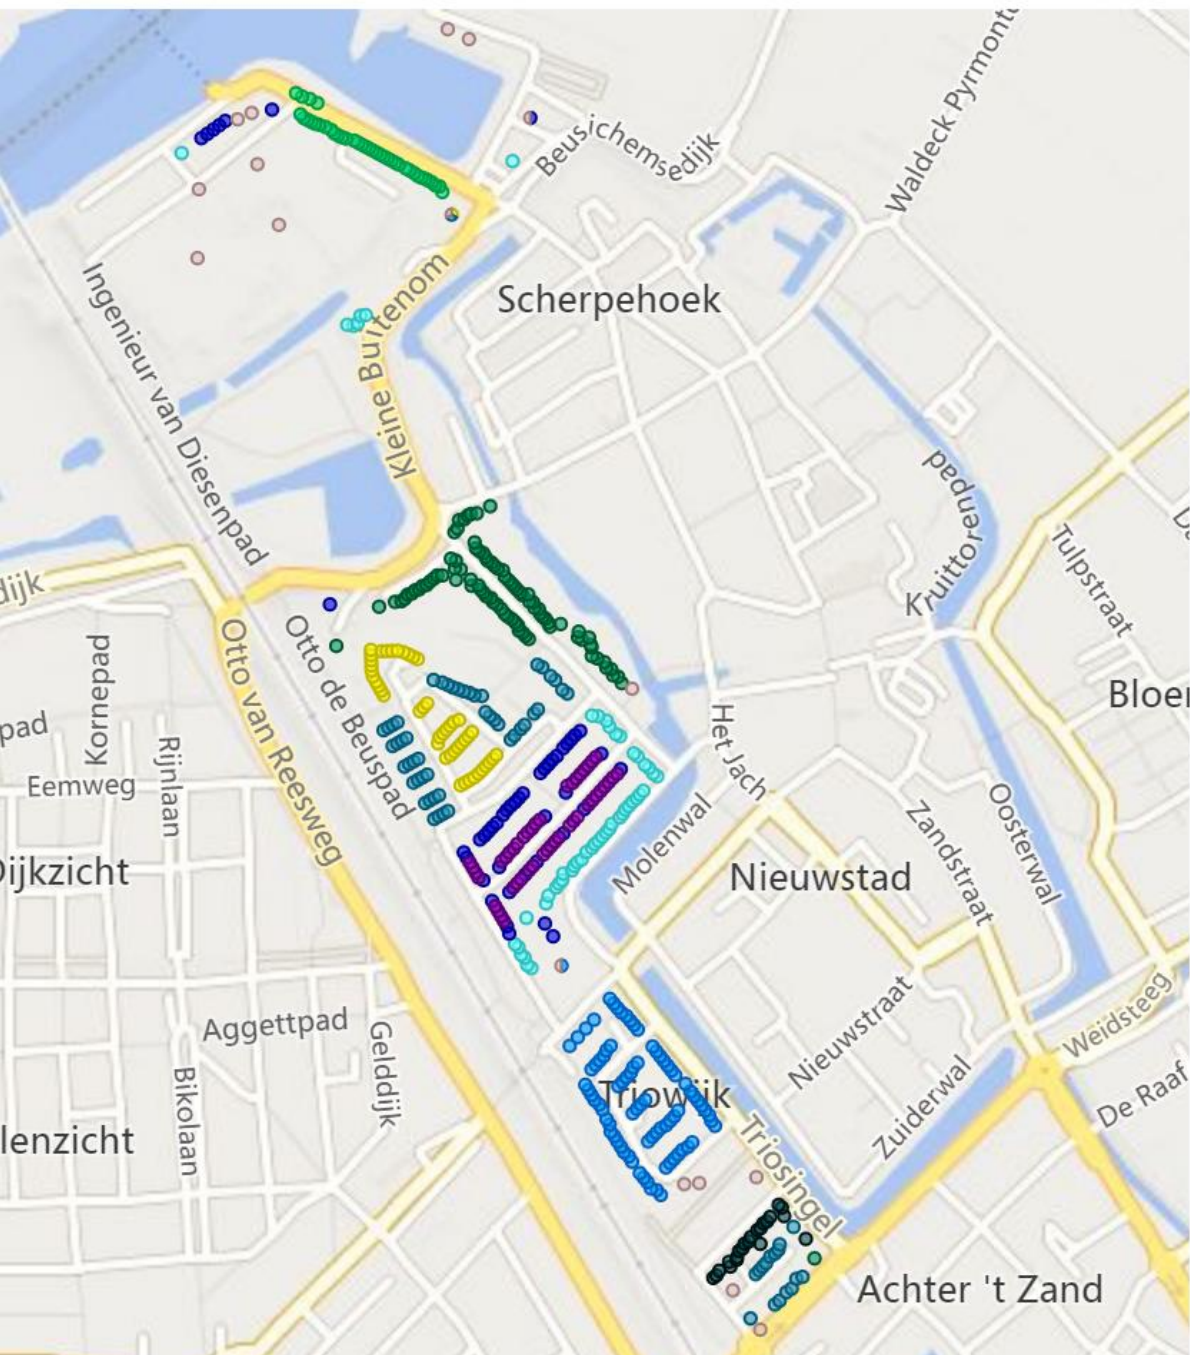 Waldeck Pyrmont
Beusichemsedijk
Ingenieur van Diesenpad
Kleine Buitenom
Scherpehoek
Kruittorenpad
Tulpstraat
dijk
Otto van Reesweg
Otto de Beuspad
Kornepad
pad
Rijnlaan
Eemweg
Bloe
Het Jach
Molenwal
Zandstraat
Oosterwal
Dijkzicht
Nieuwstad
Aggettpad
Gelddijk
Bikolaan
Nieuwstraat
Weidsteeg
Zuiderwal
De Raaf
Triowijk
lenzicht
Triosingel
Achter 't Zand